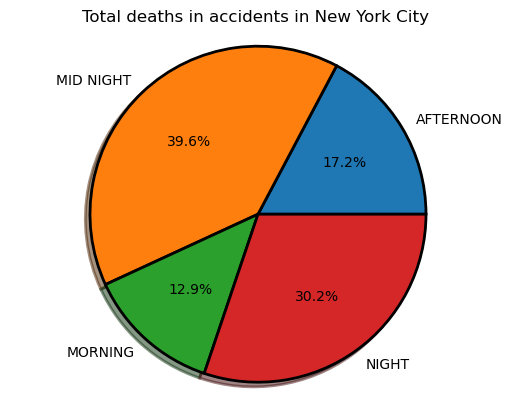 Total deaths in accidents in New York City
MID NIGHT
AFTERNOON
39.6%
17.2%
12.9%
30.2%
MORNING
NIGHT